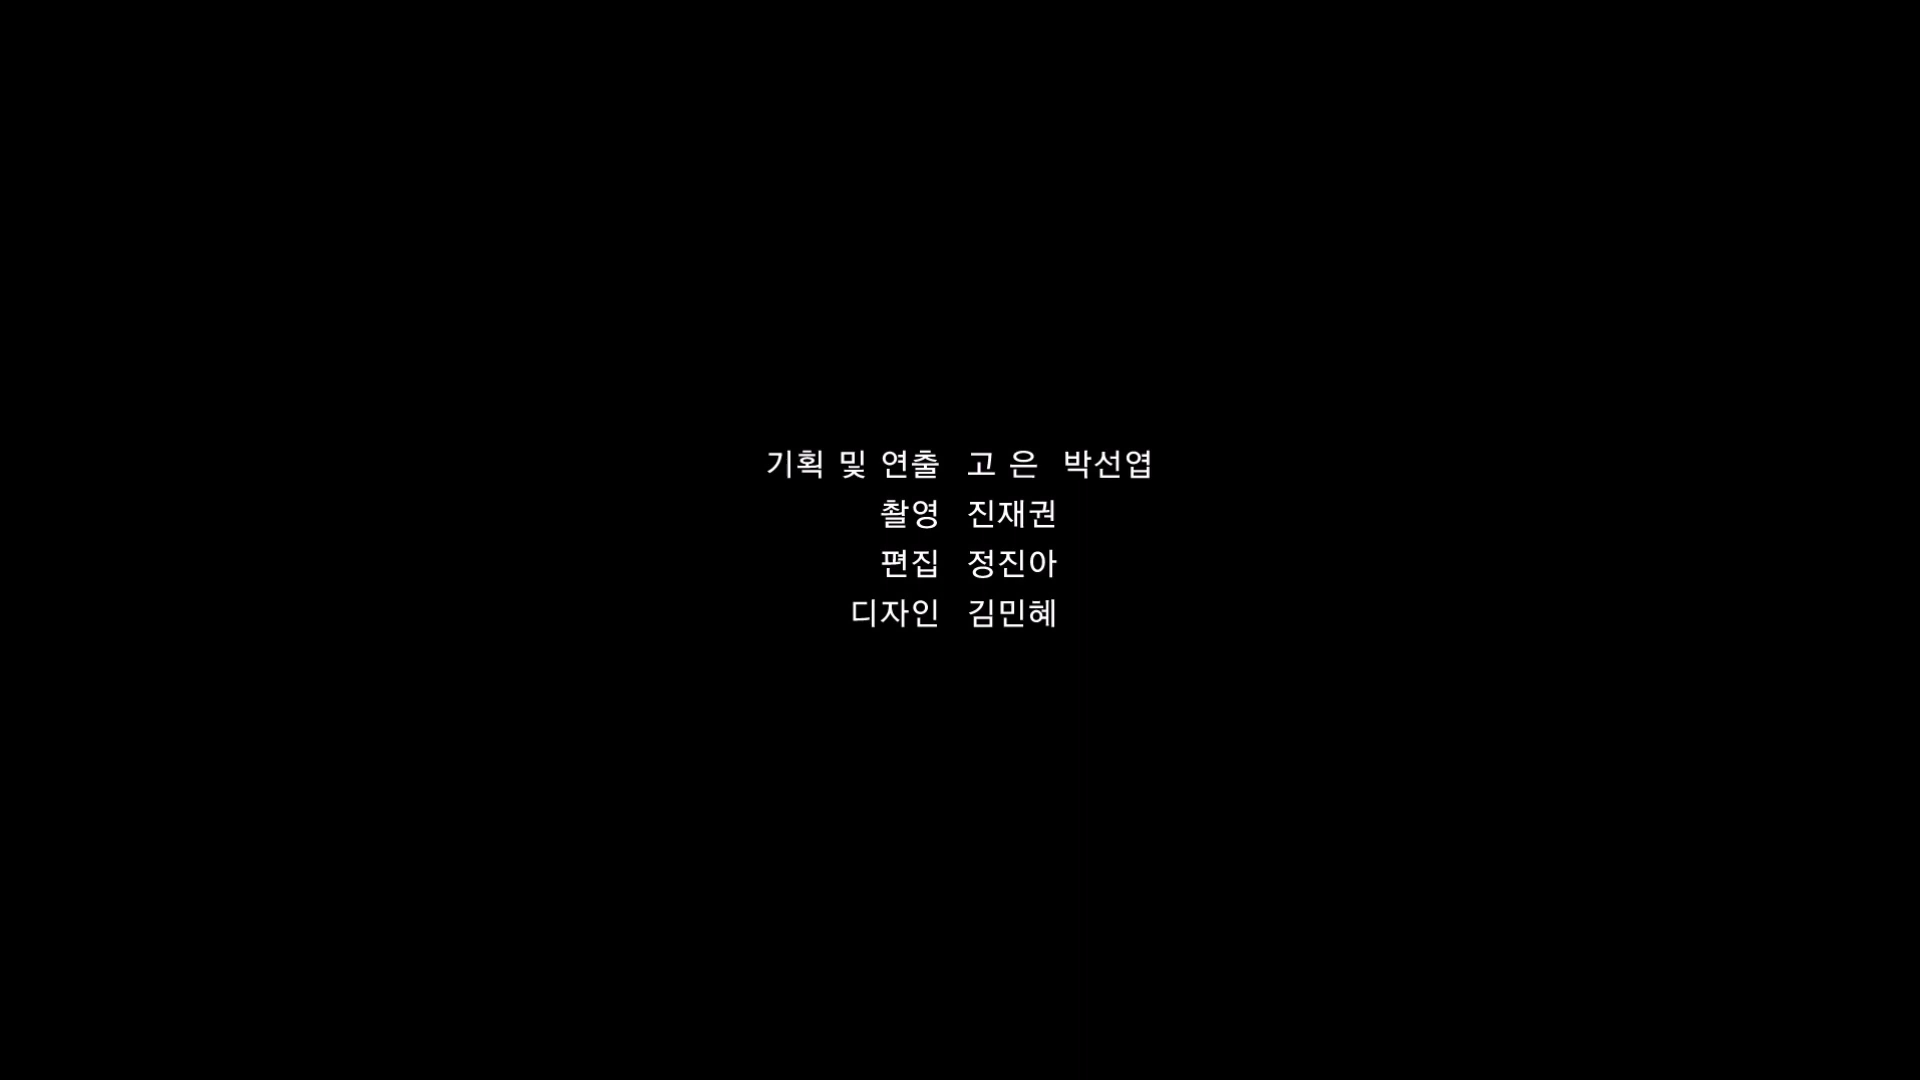 기획 및 연출 고 은 박선엽
촬영 진재권
편집 정진아
디자인 김민혜